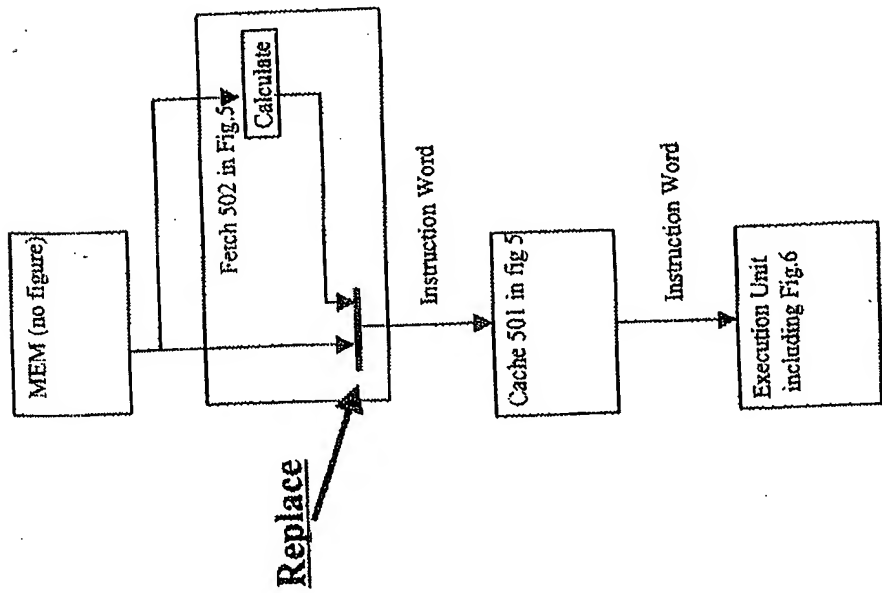 MEM (no figure)
Fetch 502 in Fig.5
Calculate
Replace
Instruction Word
Cache 501 in fig 5
Instruction Word
Execution Unit
including Fig.6